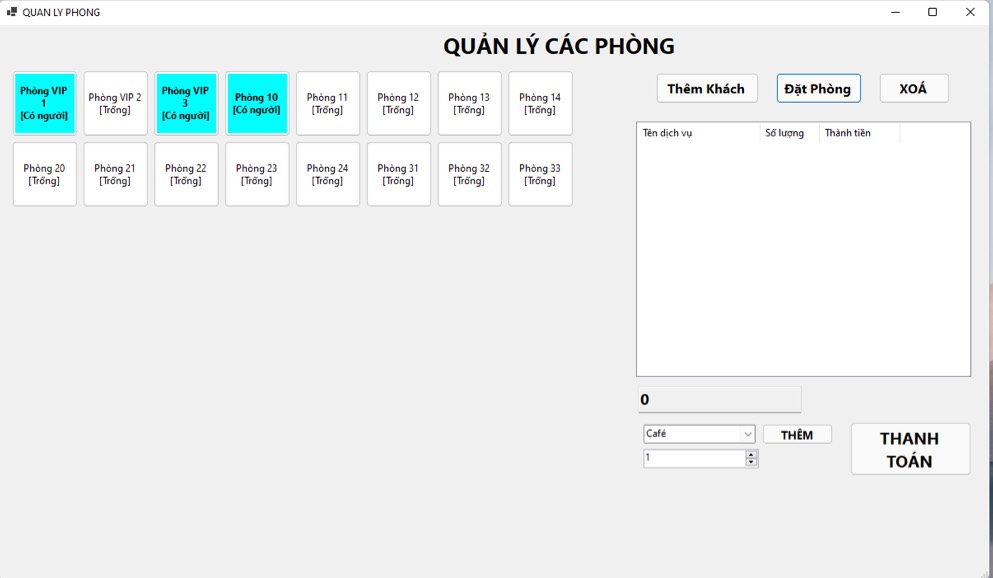 QUAN LY PHONG
QUẢN LÝ CÁC PHÒNG
Phòng VIP
1
[Có người]
Phòng VIP 2
[Trống]
Phòng VIP
3
[Có người]
Phòng 10
[Có người]
Phòng 11
[Trống]
Phòng 12
[Trống]
Phòng 13
[Trống]
Phòng 14
[Trống]
Phòng 20
[Trống]
Phòng 21
[Trống]
Phòng 22
[Trống]
Phòng 23
[Trống]
Phòng 24
[Trống]
Phòng 31
[Trống]
Phòng 32
[Trống]
Phòng 33
[Trống]
Thêm Khách
Đặt Phòng
XOÁ
Tên dịch vụ
Số lượng
Thành tiền
0
Café
THÊM
1
THANH
TOÁN